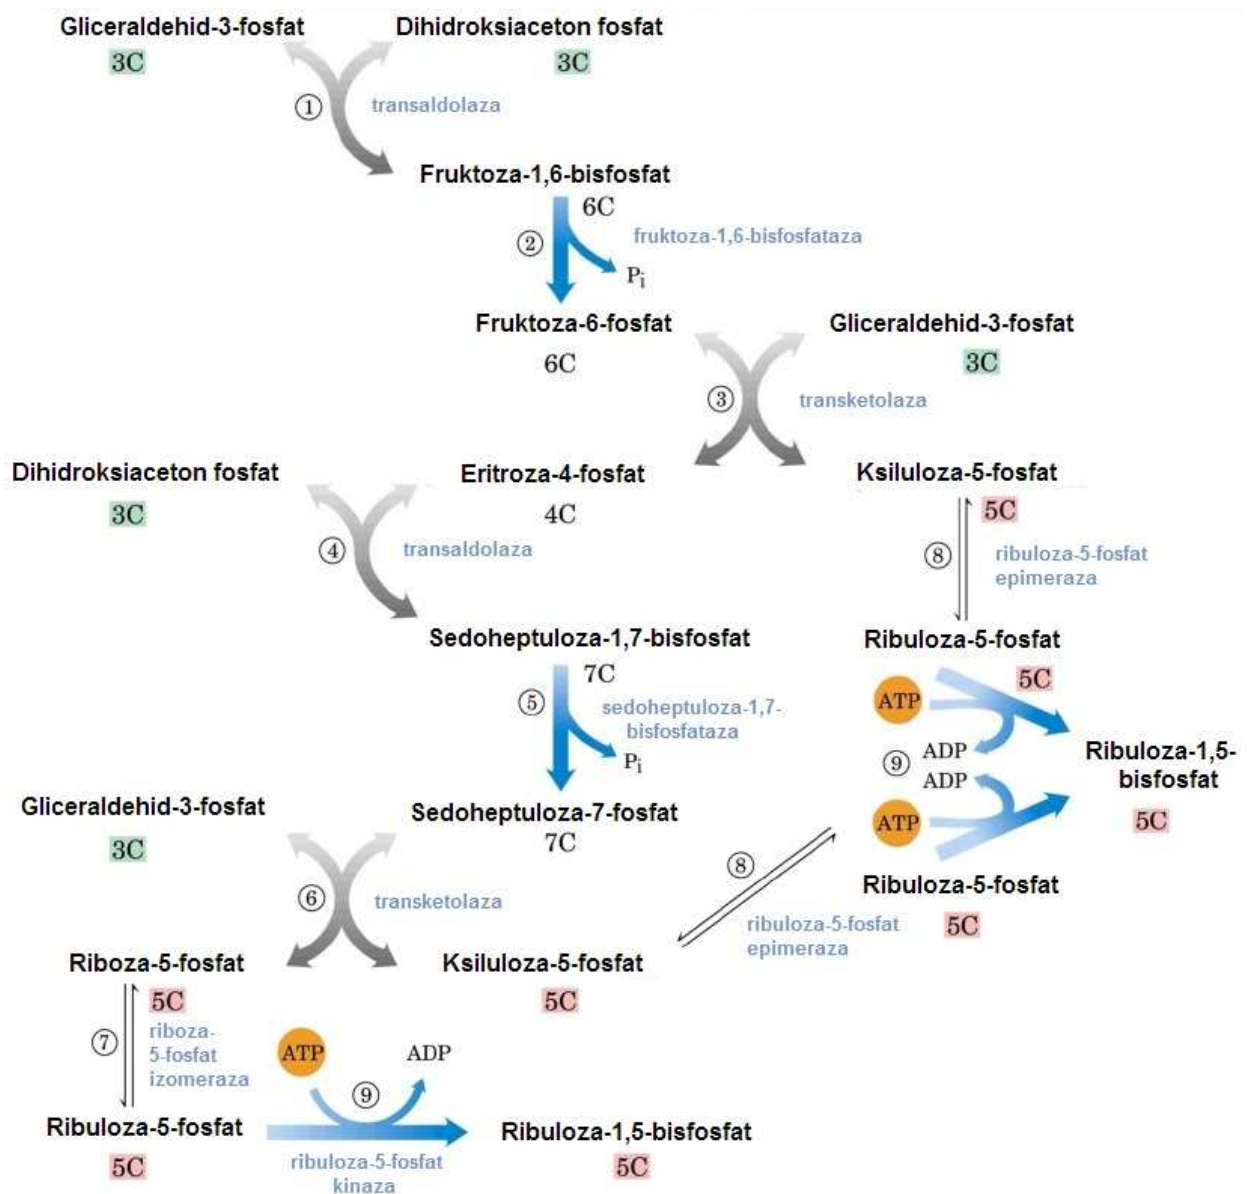 Gliceraldehid-3-fosfat
Dihidroksiaceton fosfat
3C
3C
①
transaldolaza
Fruktoza-1,6-bisfosfat
6C
②
fruktoza-1,6-bisfosfataza
Pi
Fruktoza-6-fosfat
Gliceraldehid-3-fosfat
6C
3C
③
transketolaza
Dihidroksiaceton fosfat
Eritroza-4-fosfat
Ksiluloza-5-fosfat
3C
4C
5C
④
transaldolaza
⑧
ribuloza-5-fosfat
epimeraza
Sedoheptuloza-1,7-bisfosfat
Ribuloza-5-fosfat
7C
5C
⑤
sedoheptuloza-1,7-
bisfosfataza
Pi
ATP
ADP
⑨
ADP
ATP
Ribuloza-1,5-
bisfosfat
5C
Gliceraldehid-3-fosfat
Sedoheptuloza-7-fosfat
3C
7C
⑧
Ribuloza-5-fosfat
5C
⑥
transketolaza
ribuloza-5-fosfat
epimeraza
Riboza-5-fosfat
Ksiluloza-5-fosfat
5C
5C
⑦
riboza-
5-fosfat
izomeraza
ATP
ADP
⑨
Ribuloza-5-fosfat
Ribuloza-1,5-bisfosfat
5C
ribuloza-5-fosfat
kinaza
5C